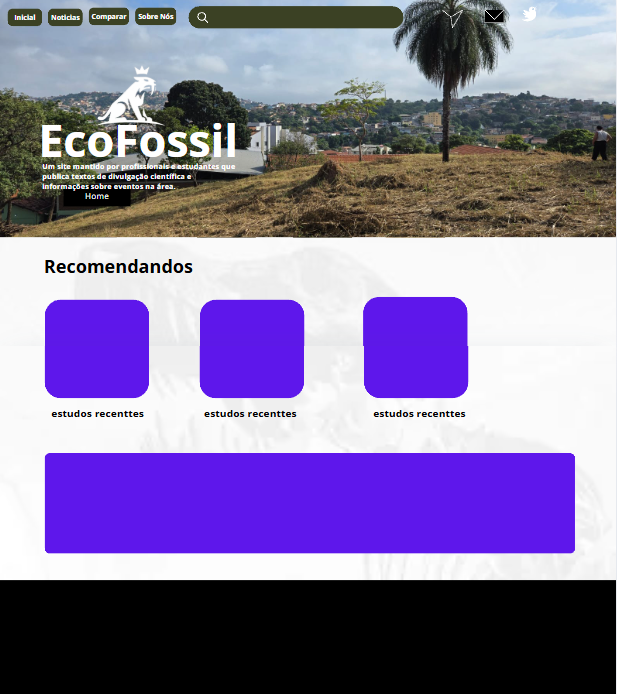 Inicial
Noticias
Comparar
Sobre Nós
EcoFossil
Um site mantido por profissionais e estudantes que
publica textos de divulgação científica e
informações sobre eventos na área.
Home
Recomendandos
estudos recenttes
estudos recenttes
estudos recenttes